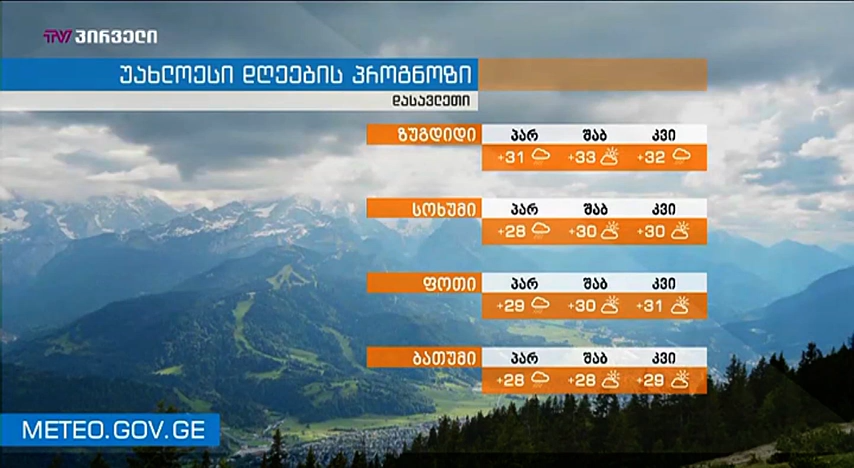 TV პირველი
უახლოესი დღეების პროგნოზი
დასავლეთი
ზუგდიდი პარ შაბ კვი
+31 +33 +32
სოხუმი პარ შაბ კვი
+28 +30 +30
ფოთი პარ შაბ კვი
+29 +30 +31
ბათუმი პარ შაბ კვი
+28 +28 +29
METEO.GOV.GE